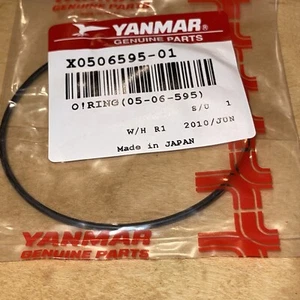 YANMAR
GENUINE PARTS
X0506595-01
O!RING(05-06-595)
S/U 1
W/H R1 2010/JUN
Made in JAPAN
YANMAR
GENUINE PARTS